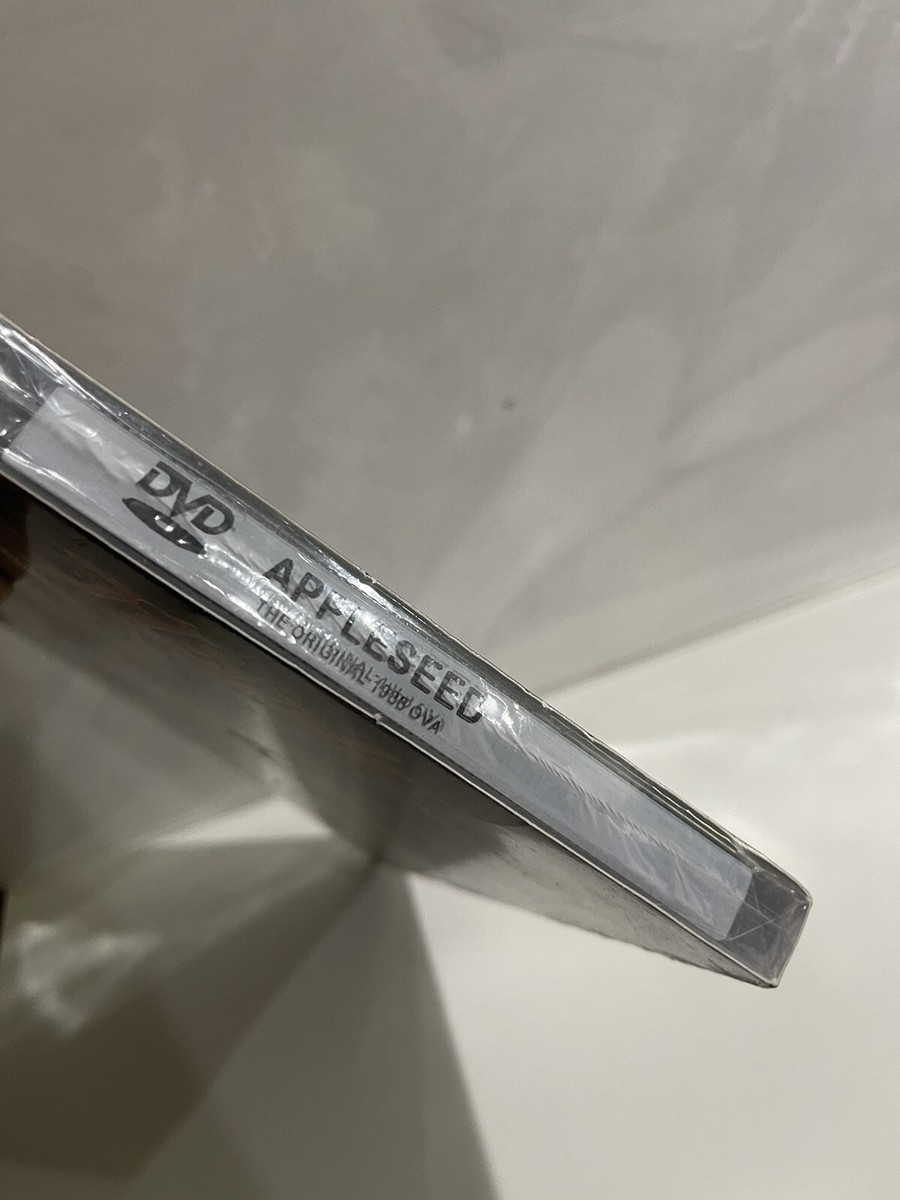 DVD
APPLESEED
THE ORIGINAL 1988 OVA